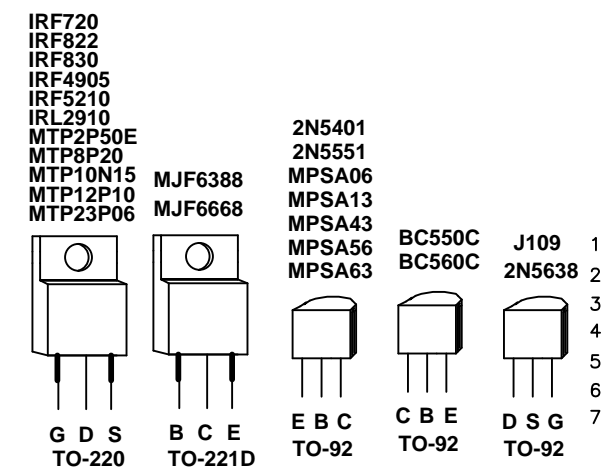 IRF720
IRF822
IRF830
IRF4905
IRF5210
IRL2910
MTP2P50E
MTP8P20
MTP10N15
MTP12P10
MTP23P06
G D S
TO-220
MJF6388
MJF6668
B C E
TO-221D
2N5401
2N5551
MPSA06
MPSA13
MPSA43
MPSA56
MPSA63
E B C
TO-92
BC550C
BC560C
C B E
TO-92
J109
2N5638
D S G
TO-92
1
2
3
4
5
6
7